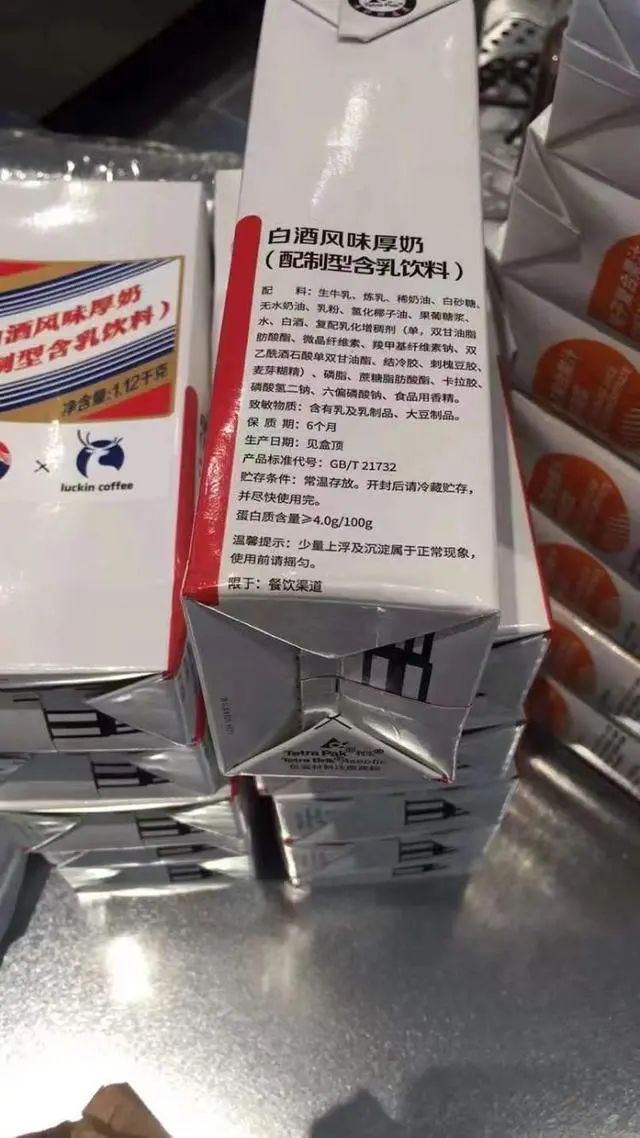 白酒风味厚奶
（配制型含乳饮料）
配 料：生牛乳、炼乳、稀奶油、白砂糖、
无水奶油、乳粉、氢化椰子油、果葡糖浆、
水、白酒、复配乳化增稠剂（单，双甘油脂
肪酸酯、微晶纤维素、羧甲基纤维素钠、双
乙酰酒石酸单双甘油酯、结冷胶、刺槐豆胶、
麦芽糊精）、磷脂、蔗糖脂肪酸酯、卡拉胶、
磷酸氢二钠、六偏磷酸钠、食品用香精。
致敏物质：含有乳及乳制品、大豆制品。
保 质 期：6个月
生产日期：见盒顶
产品标准代号：GB/T 21732
贮存条件：常温存放。开封后请冷藏贮存，
并尽快使用完。
蛋白质含量≥4.0g/100g
温馨提示：少量上浮及沉淀属于正常现象，
使用前请摇匀。
限于：餐饮渠道
酒风味厚奶
制型含乳饮料）
净含量:1.12千克
×
luckin coffee
Tetra Pak
Tetra Brik Aseptic